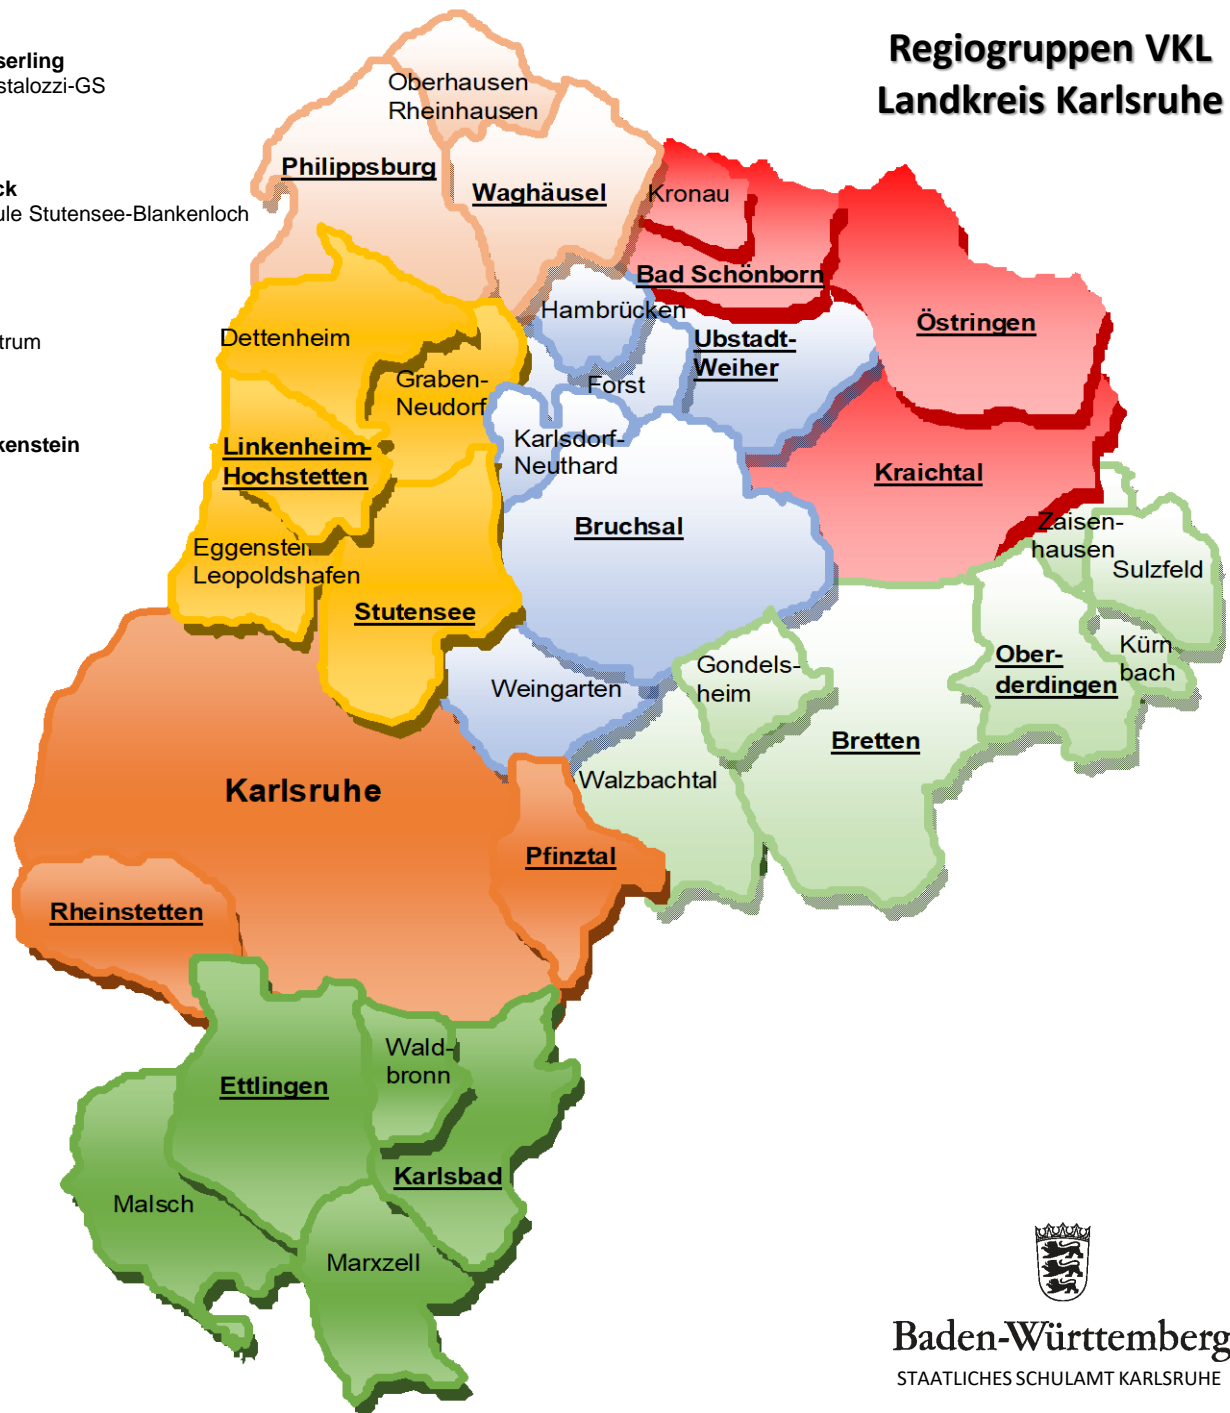 Regiogruppen VKL
Landkreis Karlsruhe
serling
stalozzi-GS
ck
ule Stutensee-Blankenloch
trum
kenstein
Oberhausen
Rheinhausen
Philippsburg
Waghäusel
Kronau
Bad Schönborn
Östringen
Hambrücken
Ubstadt-
Weiher
Dettenheim
Graben-
Neudorf
Forst
Karlsdorf-
Neuthard
Linkenheim-
Hochstetten
Kraichtal
Bruchsal
Zaisen-
hausen
Sulzfeld
Eggenstein
Leopoldshafen
Stutensee
Weingarten
Gondels-
heim
Ober-
derdingen
Kürn
bach
Bretten
Walzbachtal
Karlsruhe
Pfinztal
Rheinstetten
Wald-
bronn
Ettlingen
Karlsbad
Malsch
Marxzell
Baden-Württemberg
STAATLICHES SCHULAMT KARLSRUHE